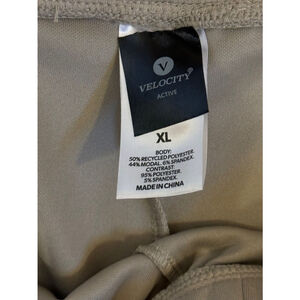 V
VELOCITY®
ACTIVE
XL
BODY:
50% RECYCLED POLYESTER.
44% MODAL. 6% SPANDEX.
CONTRAST:
95% POLYESTER.
5% SPANDEX.
MADE IN CHINA